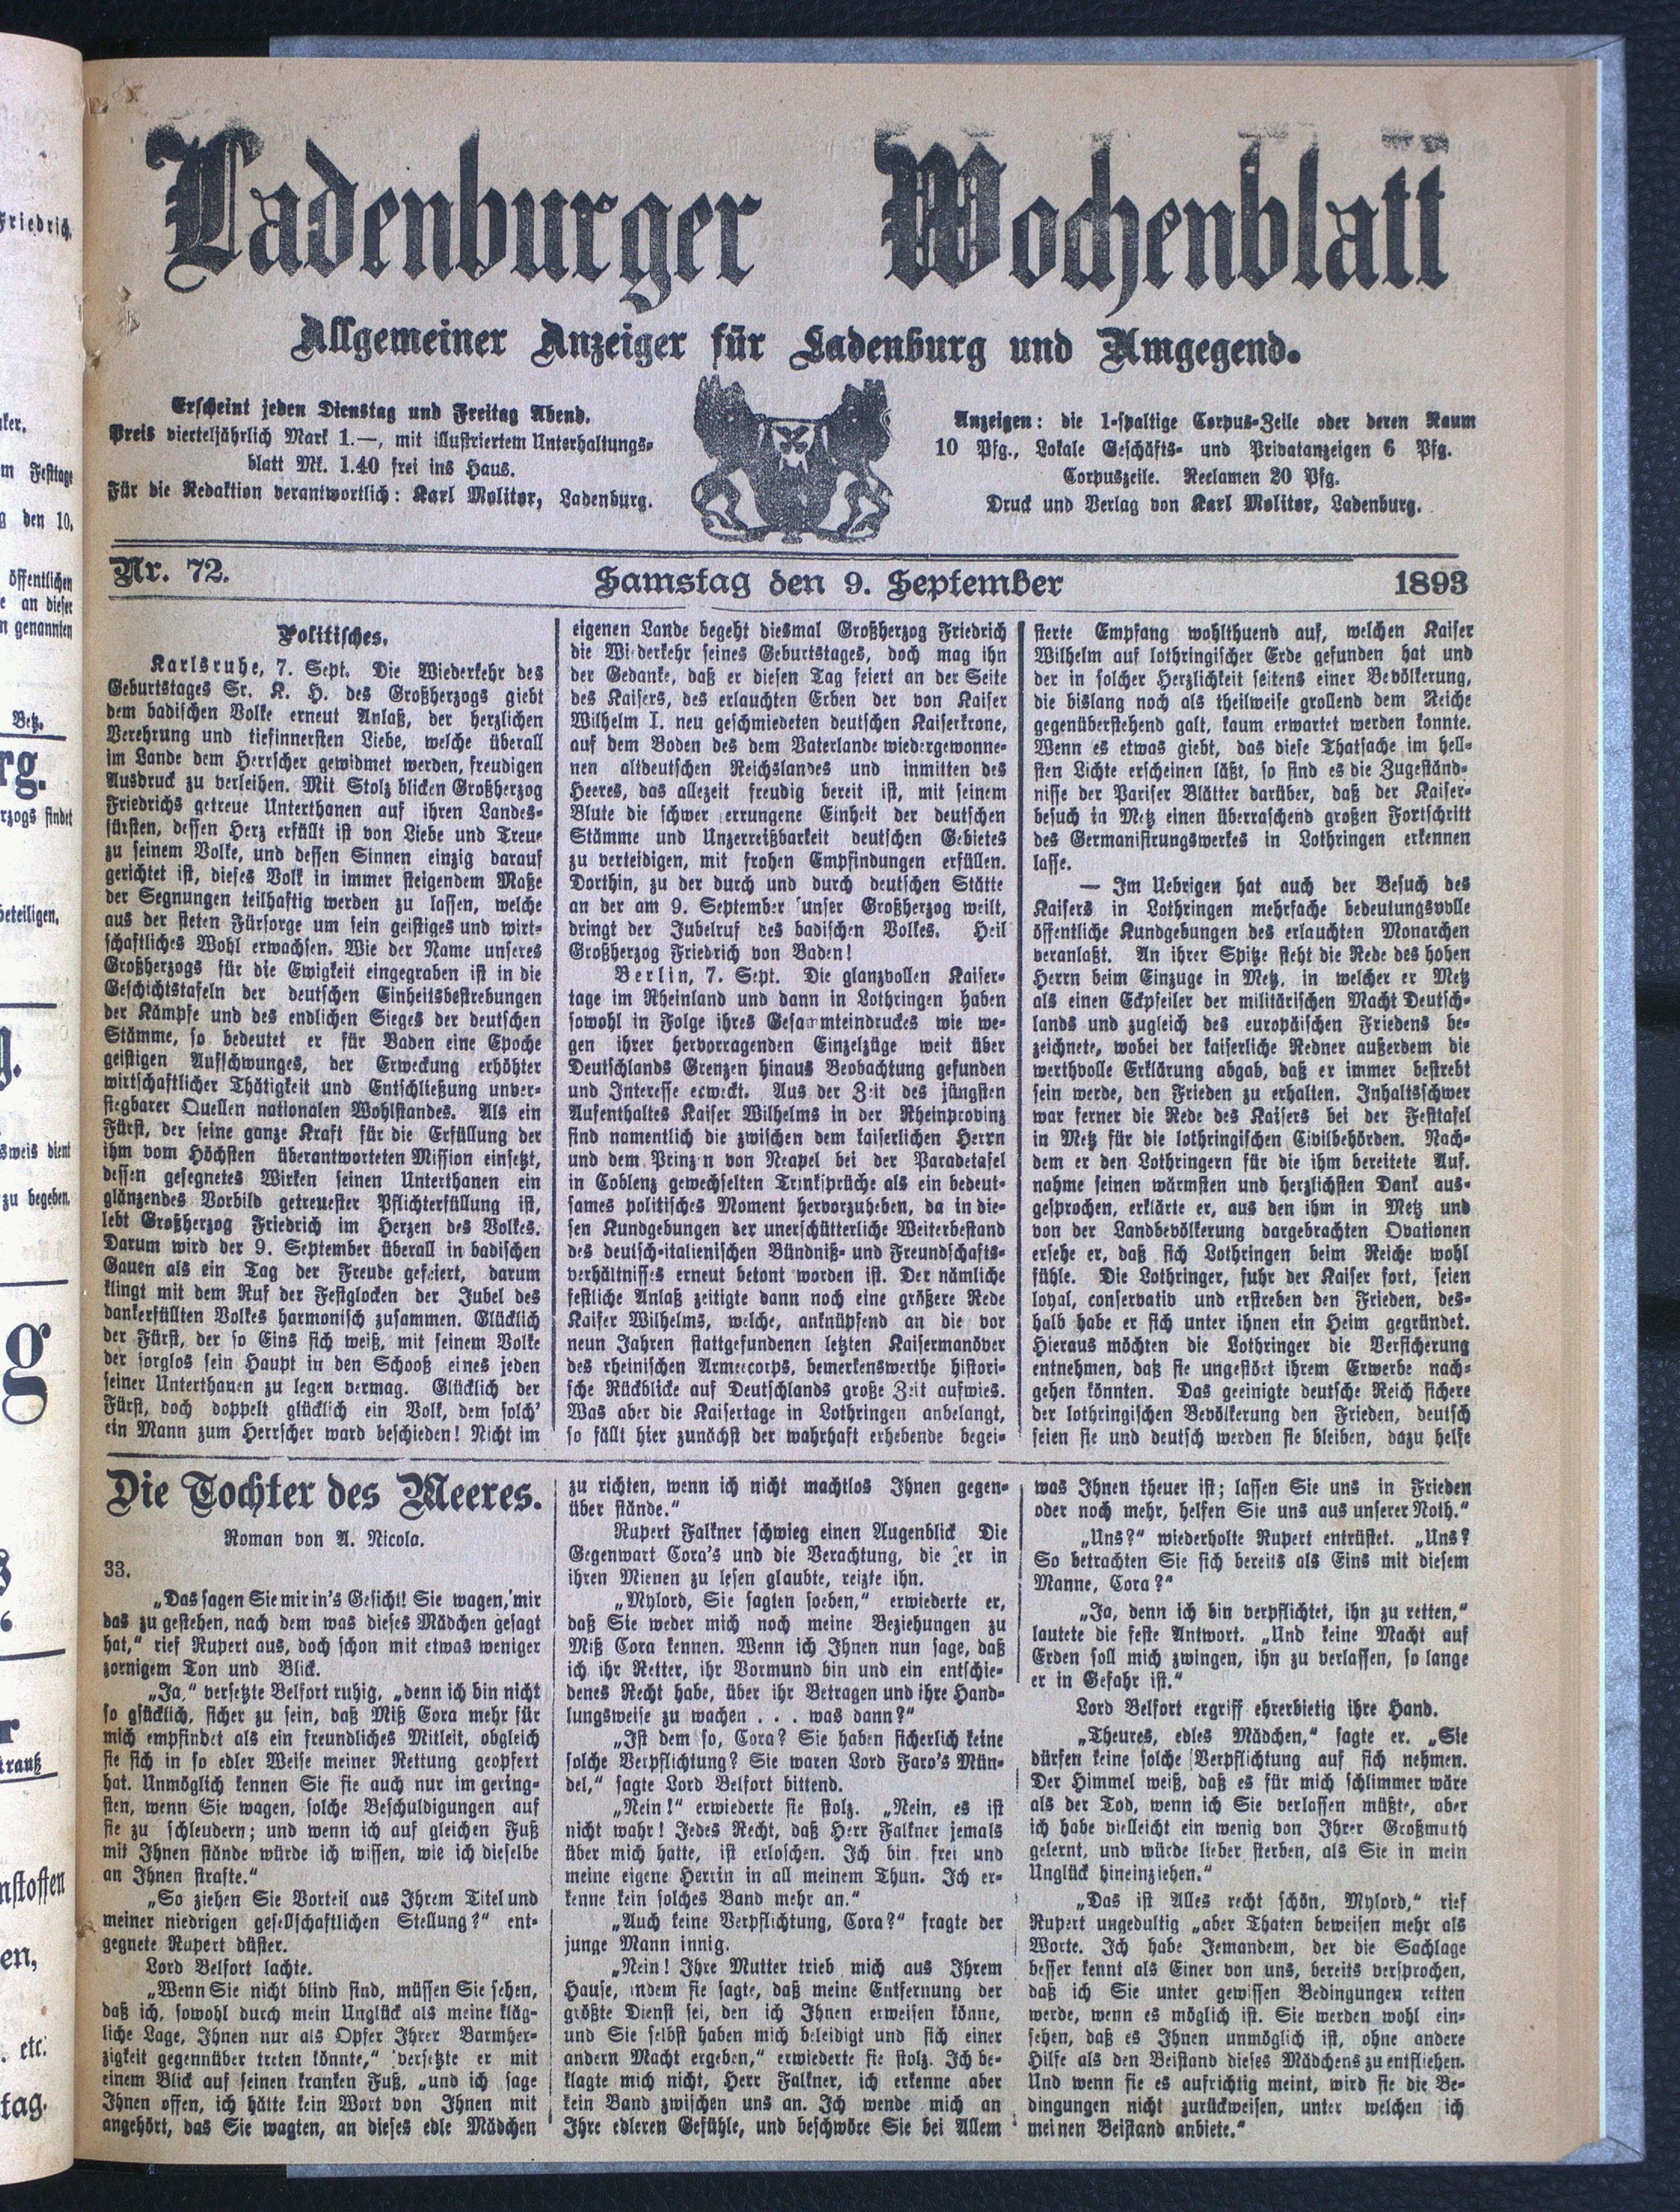 Ladenburger Wochenblatt
Allgemeiner Anzeiger für Ladenburg und Umgegend.
Erscheint jeden Dienstag und Freitag Abend.
Preis vierteljährlich Mark 1.—, mit illustriertem Unterhaltungs-
blatt Mk. 1.40 frei ins Haus.
Für die Redaktion verantwortlich: Karl Molitor, Ladenburg.
Anzeigen: die 1-spaltige Corpus-Zeile oder deren Raum
10 Pfg., Lokale Geschäfts- und Privatanzeigen 6 Pfg.
Corpuszeile. Reclamen 20 Pfg.
Druck und Verlag von Karl Molitor, Ladenburg.
Nr. 72. Samstag den 9. September 1893
Politisches.
Karlsruhe, 7. Sept. Die Wiederkehr des
Geburtstages Sr. K. H. des Großherzogs giebt
dem badischen Volke erneut Anlaß, der herzlichen
Verehrung und tiefinnersten Liebe, welche überall
im Lande dem Herrscher gewidmet werden, freudigen
Ausdruck zu verleihen. Mit Stolz blicken Großherzog
Friedrichs getreue Unterthanen auf ihren Landes-
fürsten, dessen Herz erfüllt ist von Liebe und Treue
zu seinem Volke, und dessen Sinnen einzig darauf
gerichtet ist, dieses Volk in immer steigendem Maße
der Segnungen teilhaftig werden zu lassen, welche
aus der steten Fürsorge um sein geistiges und wirt-
schaftliches Wohl erwachsen. Wie der Name unseres
Großherzogs für die Ewigkeit eingegraben ist in die
Geschichtstafeln der deutschen Einheitsbestrebungen
der Kämpfe und des endlichen Sieges der deutschen
Stämme, so bedeutet er für Baden eine Epoche
geistigen Aufschwunges, der Erweckung erhöhter
wirtschaftlicher Thätigkeit und Entschließung unver-
siegbarer Quellen nationalen Wohlstandes. Als ein
Fürst, der seine ganze Kraft für die Erfüllung der
ihm vom Höchsten überantworteten Mission einsetzt,
dessen gesegnetes Wirken seinen Unterthanen ein
glänzendes Vorbild getreuester Pflichterfüllung ist,
lebt Großherzog Friedrich im Herzen des Volkes.
Darum wird der 9. September überall in badischen
Gauen als ein Tag der Freude gefeiert, darum
klingt mit dem Ruf der Festglocken der Jubel des
dankerfüllten Volkes harmonisch zusammen. Glücklich
der Fürst, der so Eins sich weiß, mit seinem Volke
der sorglos sein Haupt in den Schooß eines jeden
seiner Unterthanen zu legen vermag. Glücklich der
Fürst, doch doppelt glücklich ein Volk, dem solch'
ein Mann zum Herrscher ward beschieden! Nicht im
eigenen Lande begeht diesmal Großherzog Friedrich
die Wiederkehr seines Geburtstages, doch mag ihn
der Gedanke, daß er diesen Tag feiert an der Seite
des Kaisers, des erlauchten Erben der von Kaiser
Wilhelm I. neu geschmiedeten deutschen Kaiserkrone,
auf dem Boden des dem Vaterlande wiedergewonne-
nen altdeutschen Reichslandes und inmitten des
Heeres, das allezeit freudig bereit ist, mit seinem
Blute die schwer errungene Einheit der deutschen
Stämme und Unzerreißbarkeit deutschen Gebietes
zu verteidigen, mit frohen Empfindungen erfüllen.
Dorthin, zu der durch und durch deutschen Stätte
an der am 9. September unser Großherzog weilt,
dringt der Jubelruf des badischen Volkes. Heil
Großherzog Friedrich von Baden!
Berlin, 7. Sept. Die glanzvollen Kaiser-
tage im Rheinland und dann in Lothringen haben
sowohl in Folge ihres Gesammteindruckes wie we-
gen ihrer hervorragenden Einzelzüge weit über
Deutschlands Grenzen hinaus Beobachtung gefunden
und Interesse erweckt. Aus der Zeit des jüngsten
Aufenthaltes Kaiser Wilhelms in der Rheinprovinz
sind namentlich die zwischen dem kaiserlichen Herrn
und dem Prinzen von Neapel bei der Paradetafel
in Coblenz gewechselten Trinksprüche als ein bedeut-
sames politisches Moment hervorzuheben, da in die-
sen Kundgebungen der unerschütterliche Weiterbestand
des deutsch-italienischen Bündniß- und Freundschafts-
verhältnisses erneut betont worden ist. Der nämliche
festliche Anlaß zeitigte dann noch eine größere Rede
Kaiser Wilhelms, welche, anknüpfend an die vor
neun Jahren stattgefundenen letzten Kaisermanöver
des rheinischen Armeecorps, bemerkenswerthe histori-
sche Rückblicke auf Deutschlands große Zeit aufwies.
Was aber die Kaisertage in Lothringen anbelangt,
so fällt hier zunächst der wahrhaft erhebende begei-
sterte Empfang wohlthuend auf, welchen Kaiser
Wilhelm auf lothringischer Erde gefunden hat und
der in solcher Herzlichkeit seitens einer Bevölkerung,
die bislang noch als theilweise grollend dem Reiche
gegenüberstehend galt, kaum erwartet werden konnte.
Wenn es etwas giebt, das diese Thatsache im hell-
sten Lichte erscheinen läßt, so sind es die Zugeständ-
nisse der Pariser Blätter darüber, daß der Kaiser-
besuch in Metz einen überraschend großen Fortschritt
des Germanisirungswerkes in Lothringen erkennen
lasse.
— Im Uebrigen hat auch der Besuch des
Kaisers in Lothringen mehrfache bedeutungsvolle
öffentliche Kundgebungen des erlauchten Monarchen
veranlaßt. An ihrer Spitze steht die Rede des hohen
Herrn beim Einzuge in Metz, in welcher er Metz
als einen Eckpfeiler der militärischen Macht Deutsch-
lands und zugleich des europäischen Friedens be-
zeichnete, wobei der kaiserliche Redner außerdem die
werthvolle Erklärung abgab, daß er immer bestrebt
sein werde, den Frieden zu erhalten. Inhaltsschwer
war ferner die Rede des Kaisers bei der Festtafel
in Metz für die lothringischen Civilbehörden. Nach-
dem er den Lothringern für die ihm bereitete Auf-
nahme seinen wärmsten und herzlichsten Dank aus-
gesprochen, erklärte er, aus den ihm in Metz und
von der Landbevölkerung dargebrachten Ovationen
ersehe er, daß sich Lothringen beim Reiche wohl
fühle. Die Lothringer, fuhr der Kaiser fort, seien
loyal, conservativ und erstreben den Frieden, des-
halb habe er sich unter ihnen ein Heim gegründet.
Hieraus möchten die Lothringer die Versicherung
entnehmen, daß sie ungestört ihrem Erwerbe nach-
gehen könnten. Das geeinigte deutsche Reich sichere
der lothringischen Bevölkerung den Frieden, deutsch
seien sie und deutsch werden sie bleiben, dazu helfe
Die Tochter des Meeres.
Roman von A. Nicola.
33.
„Das sagen Sie mir in's Gesicht! Sie wagen, mir
das zu gestehen, nach dem was dieses Mädchen gesagt
hat,“ rief Rupert aus, doch schon mit etwas weniger
zornigem Ton und Blick.
„Ja,“ versetzte Belfort ruhig, „denn ich bin nicht
so glücklich, sicher zu sein, daß Miß Cora mehr für
mich empfindet als ein freundliches Mitleit, obgleich
sie sich in so edler Weise meiner Rettung geopfert
hat. Unmöglich kennen Sie sie auch nur im gering-
sten, wenn Sie wagen, solche Beschuldigungen auf
sie zu schleudern; und wenn ich auf gleichen Fuß
mit Ihnen stände würde ich wissen, wie ich dieselbe
an Ihnen strafte.“
„So ziehen Sie Vorteil aus Ihrem Titel und
meiner niedrigen gesellschaftlichen Stellung?“ ent-
gegnete Rupert düster.
Lord Belfort lachte.
„Wenn Sie nicht blind sind, müssen Sie sehen,
daß ich, sowohl durch mein Unglück als meine kläg-
liche Lage, Ihnen nur als Opfer Ihrer Barmher-
zigkeit gegennüber treten könnte,“ versetzte er mit
einem Blick auf seinen kranken Fuß, „und ich sage
Ihnen offen, ich hätte kein Wort von Ihnen mit
angehört, das Sie wagten, an dieses edle Mädchen
zu richten, wenn ich nicht machtlos Ihnen gegen-
über stände.“
Rupert Falkner schwieg einen Augenblick Die
Gegenwart Cora's und die Verachtung, die er in
ihren Mienen zu lesen glaubte, reizte ihn.
„Mylord, Sie sagten soeben,“ erwiederte er,
daß Sie weder mich noch meine Beziehungen zu
Miß Cora kennen. Wenn ich Ihnen nun sage, daß
ich ihr Retter, ihr Vormund bin und ein entschie-
denes Recht habe, über ihr Betragen und ihre Hand-
lungsweise zu wachen . . . was dann?“
„Ist dem so, Cora? Sie haben sicherlich keine
solche Verpflichtung? Sie waren Lord Faro's Mün-
del,“ sagte Lord Belfort bittend.
„Nein!“ erwiederte sie stolz. „Nein, es ist
nicht wahr! Jedes Recht, daß Herr Falkner jemals
über mich hatte, ist erloschen. Ich bin frei und
meine eigene Herrin in all meinem Thun. Ich er-
kenne kein solches Band mehr an.“
„Auch keine Verpflichtung, Cora?“ fragte der
junge Mann innig.
„Nein! Ihre Mutter trieb mich aus Ihrem
Hause, indem sie sagte, daß meine Entfernung der
größte Dienst sei, den ich Ihnen erweisen könne,
und Sie selbst haben mich beleidigt und sich einer
andern Macht ergeben,“ erwiederte sie stolz. Ich be-
klagte mich nicht, Herr Falkner, ich erkenne aber
kein Band zwischen uns an. Ich wende mich an
Ihre edleren Gefühle, und beschwöre Sie bei Allem
was Ihnen theuer ist; lassen Sie uns in Frieden
oder noch mehr, helfen Sie uns aus unserer Noth.“
„Uns?“ wiederholte Rupert entrüstet. „Uns?
So betrachten Sie sich bereits als Eins mit diesem
Manne, Cora?“
„Ja, denn ich bin verpflichtet, ihn zu retten,“
lautete die feste Antwort. „Und keine Macht auf
Erden soll mich zwingen, ihn zu verlassen, so lange
er in Gefahr ist.“
Lord Belfort ergriff ehrerbietig ihre Hand.
„Theures, edles Mädchen,“ sagte er. „Sie
dürfen keine solche Verpflichtung auf sich nehmen.
Der Himmel weiß, daß es für mich schlimmer wäre
als der Tod, wenn ich Sie verlassen müßte, aber
ich habe vielleicht ein wenig von Ihrer Großmuth
gelernt, und würde lieber sterben, als Sie in mein
Unglück hineinziehen.“
„Das ist Alles recht schön, Mylord,“ rief
Rupert ungedultig „aber Thaten beweisen mehr als
Worte. Ich habe Jemandem, der die Sachlage
besser kennt als Einer von uns, bereits versprochen,
daß ich Sie unter gewissen Bedingungen retten
werde, wenn es möglich ist. Sie werden wohl ein-
sehen, daß es Ihnen unmöglich ist, ohne andere
Hilfe als den Beistand dieses Mädchens zu entfliehen.
Und wenn sie es aufrichtig meint, wird sie die Be-
dingungen nicht zurückweisen, unter welchen ich
meinen Beistand anbiete.“